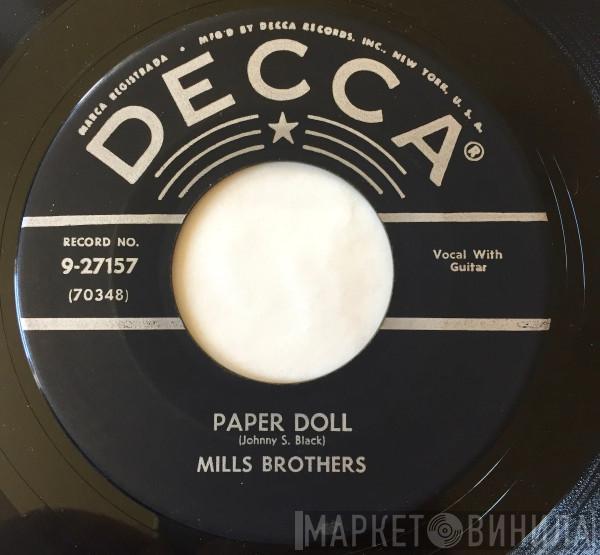 MARCA REGISTRADA • MFG'D BY DECCA RECORDS, INC., NEW YORK, U.S.A.
DECCA®
RECORD NO.
9-27157
(70348)
Vocal With
Guitar
PAPER DOLL
(Johnny S. Black)
MILLS BROTHERS
МАРКЕТ ВИНИЛА